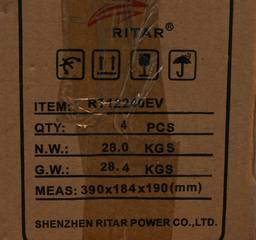 RITAR®
ITEM: RT12240EV
QTY: 4 PCS
N.W.: 28.0 KGS
G.W.: 28.4 KGS
MEAS: 390x184x190(mm)
SHENZHEN RITAR POWER CO.,LTD.